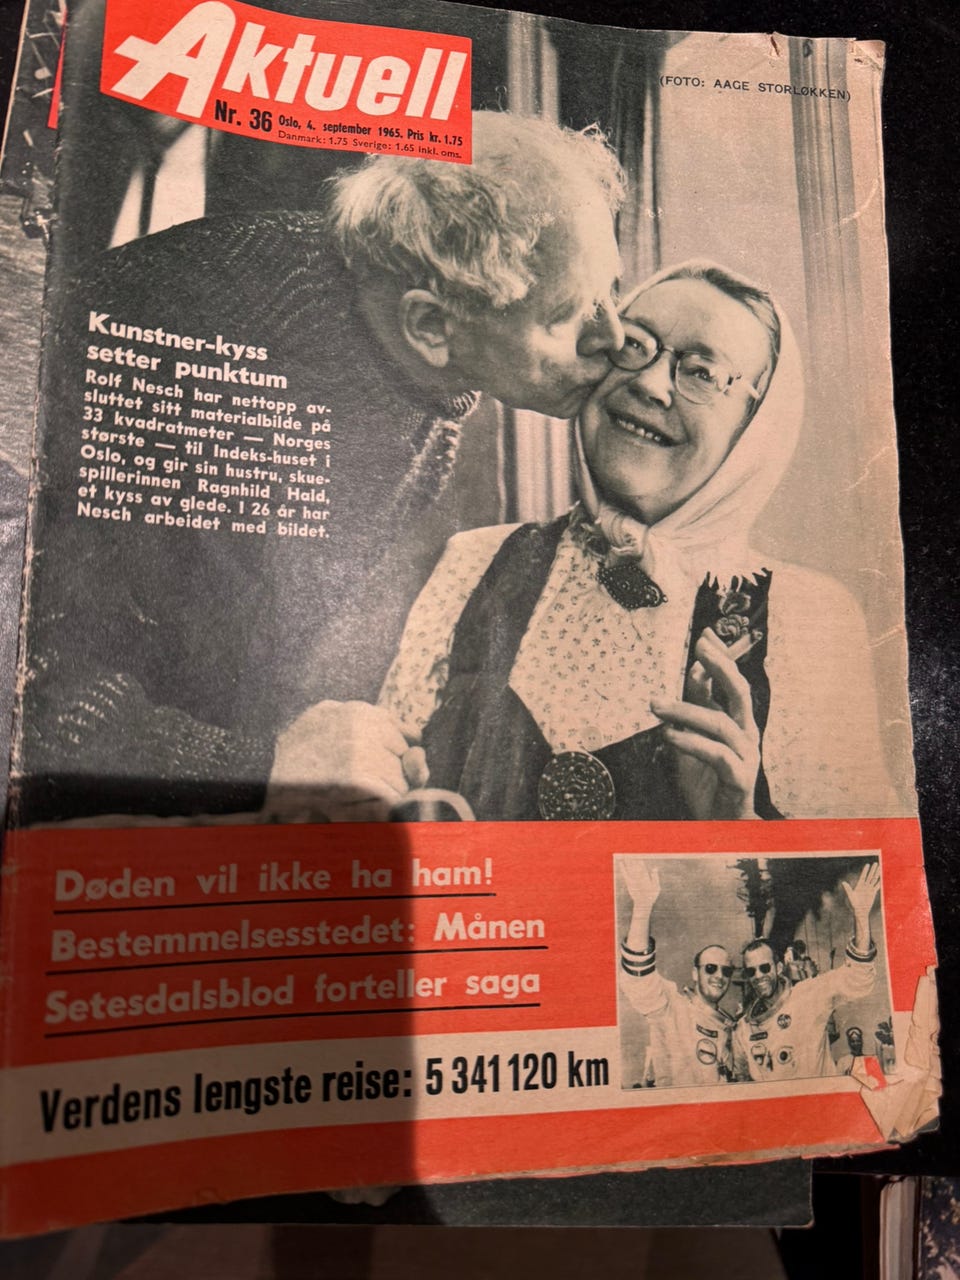 Aktuell
Nr. 36 Oslo, 4. september 1965. Pris kr. 1.75
Danmark: 1.75 Sverige: 1.65 inkl. oms.
(FOTO: AAGE STORLØKKEN)
Kunstner-kyss
setter punktum
Rolf Nesch har nettopp av-
sluttet sitt materialbilde på
33 kvadratmeter — Norges
største — til Indeks-huset i
Oslo, og gir sin hustru, skue-
spillerinnen Ragnhild Hald,
et kyss av glede. I 26 år har
Nesch arbeidet med bildet.
Døden vil ikke ha ham!
Bestemmelsesstedet: Månen
Setesdalsblod forteller saga
Verdens lengste reise: 5 341 120 km